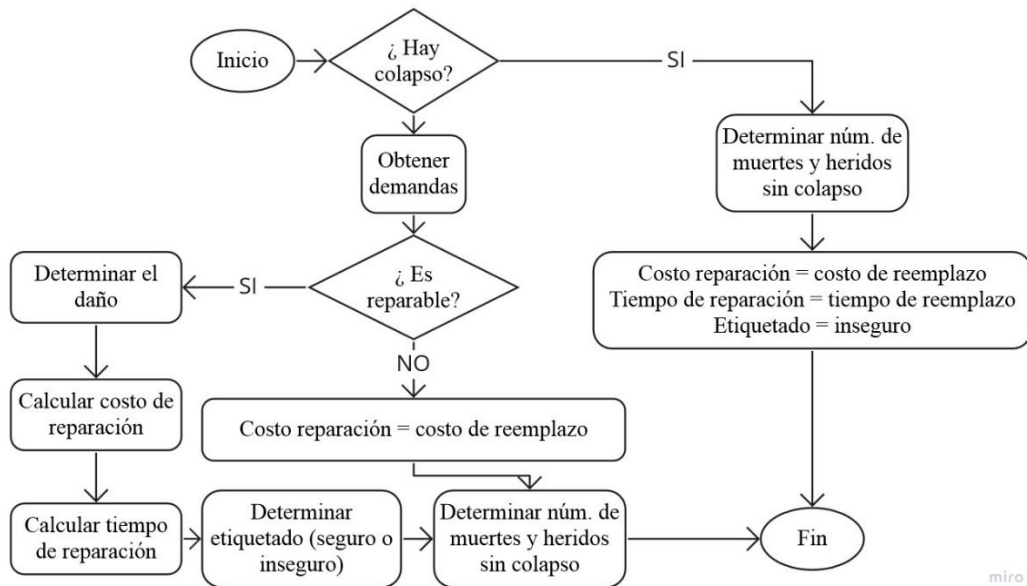 Inicio
¿ Hay
colapso?
SI
Determinar núm. de
muertes y heridos
sin colapso
Obtener
demandas
Costo reparación = costo de reemplazo
Tiempo de reparación = tiempo de reemplazo
Etiquetado = inseguro
¿ Es
reparable?
SI
Determinar el
daño
NO
Calcular costo de
reparación
Costo reparación = costo de reemplazo
Calcular tiempo
de reparación
Determinar
etiquetado (seguro o
inseguro)
Determinar núm. de
muertes y heridos
sin colapso
Fin
miro